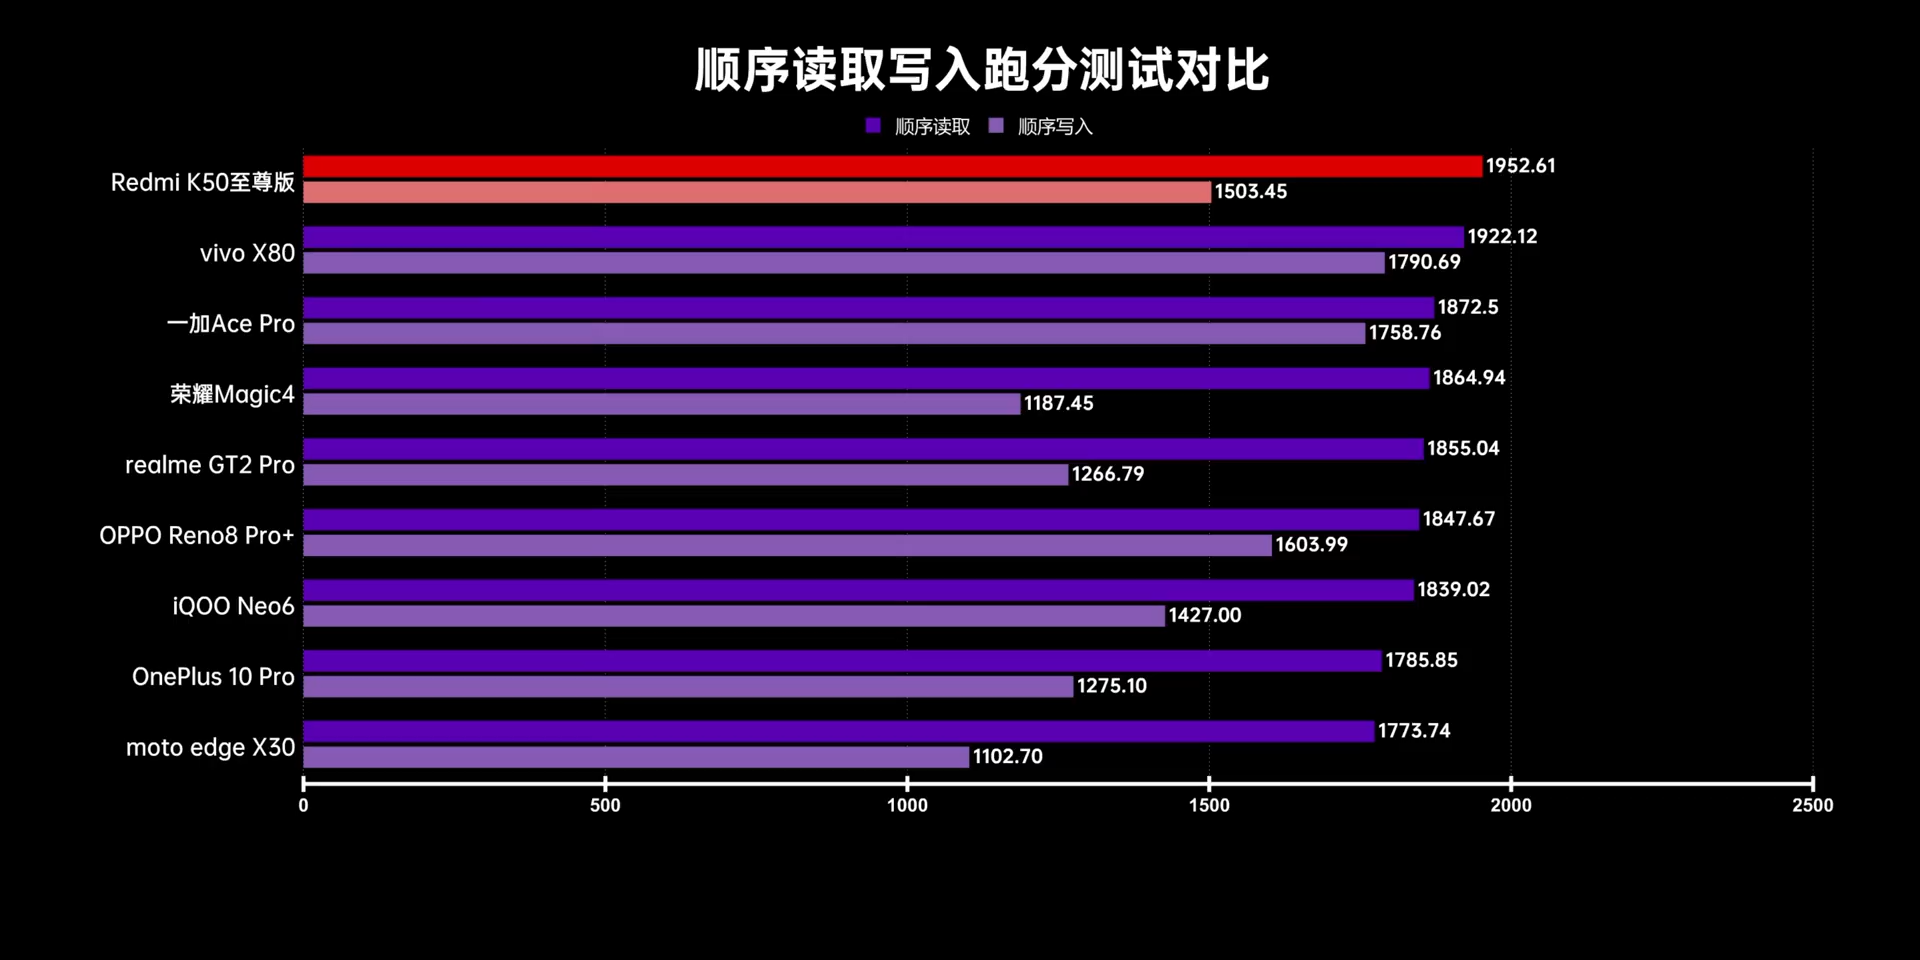 顺序读取写入跑分测试对比
顺序读取 顺序写入
Redmi K50至尊版 1952.61
1503.45
vivo X80 1922.12
1790.69
一加Ace Pro 1872.5
1758.76
荣耀Magic4 1864.94
1187.45
realme GT2 Pro 1855.04
1266.79
OPPO Reno8 Pro+ 1847.67
1603.99
iQOO Neo6 1839.02
1427.00
OnePlus 10 Pro 1785.85
1275.10
moto edge X30 1773.74
1102.70
0 500 1000 1500 2000 2500